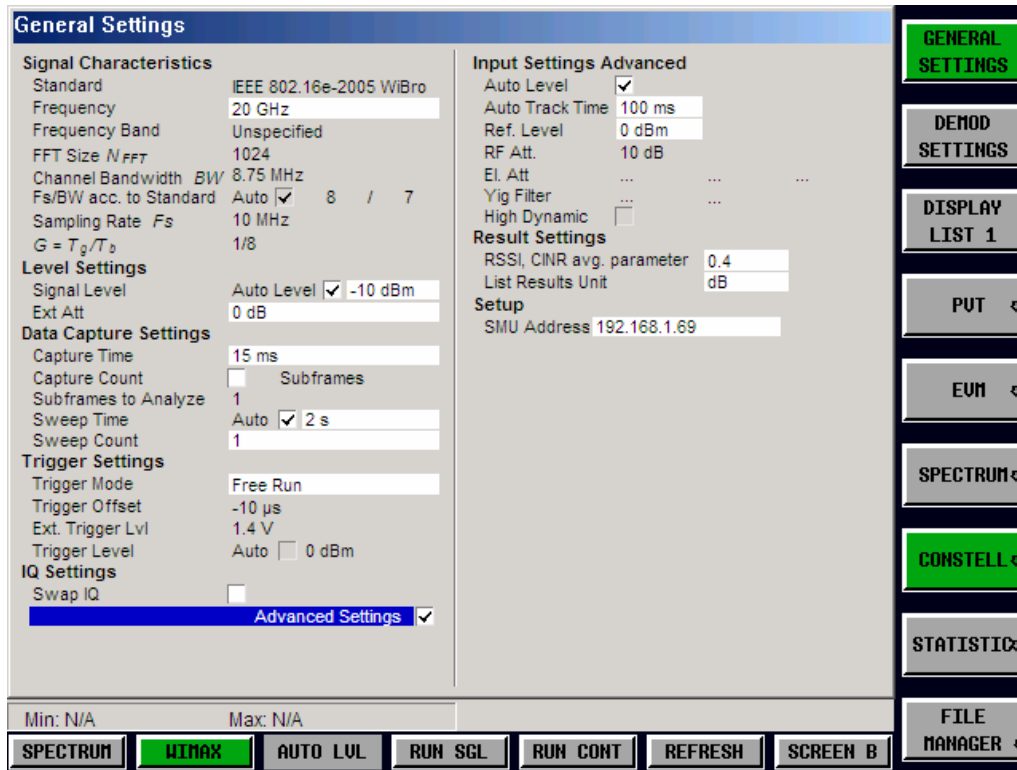 General Settings
Signal Characteristics
Standard IEEE 802.16e-2005 WiBro
Frequency 20 GHz
Frequency Band Unspecified
FFT Size NFFT 1024
Channel Bandwidth BW 8.75 MHz
Fs/BW acc. to Standard Auto 8 / 7
Sampling Rate Fs 10 MHz
G = Tg/Tb 1/8
Level Settings
Signal Level Auto Level -10 dBm
Ext Att 0 dB
Data Capture Settings
Capture Time 15 ms
Capture Count Subframes
Subframes to Analyze 1
Sweep Time Auto 2 s
Sweep Count 1
Trigger Settings
Trigger Mode Free Run
Trigger Offset -10 µs
Ext. Trigger Lvl 1.4 V
Trigger Level Auto 0 dBm
IQ Settings
Swap IQ
Advanced Settings
Input Settings Advanced
Auto Level
Auto Track Time 100 ms
Ref. Level 0 dBm
RF Att. 10 dB
El. Att ... ... ...
Yig Filter ... ...
High Dynamic
Result Settings
RSSI, CINR avg. parameter 0.4
List Results Unit dB
Setup
SMU Address 192.168.1.69
Min: N/A Max: N/A
SPECTRUM WIMAX AUTO LVL RUN SGL RUN CONT REFRESH SCREEN B
GENERAL
SETTINGS
DEMOD
SETTINGS
DISPLAY
LIST 1
PVT
EVM
SPECTRUM
CONSTELL
STATISTIC
FILE
MANAGER